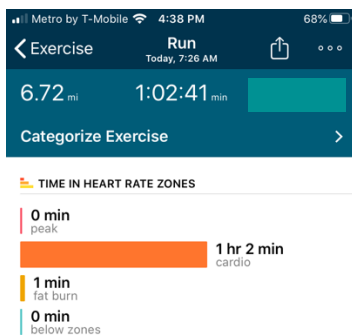 Metro by T-Mobile 4:38 PM 68%
Exercise Run
Today, 7:26 AM
6.72 mi 1:02:41 min
Categorize Exercise
TIME IN HEART RATE ZONES
0 min
peak
1 hr 2 min
cardio
1 min
fat burn
0 min
below zones